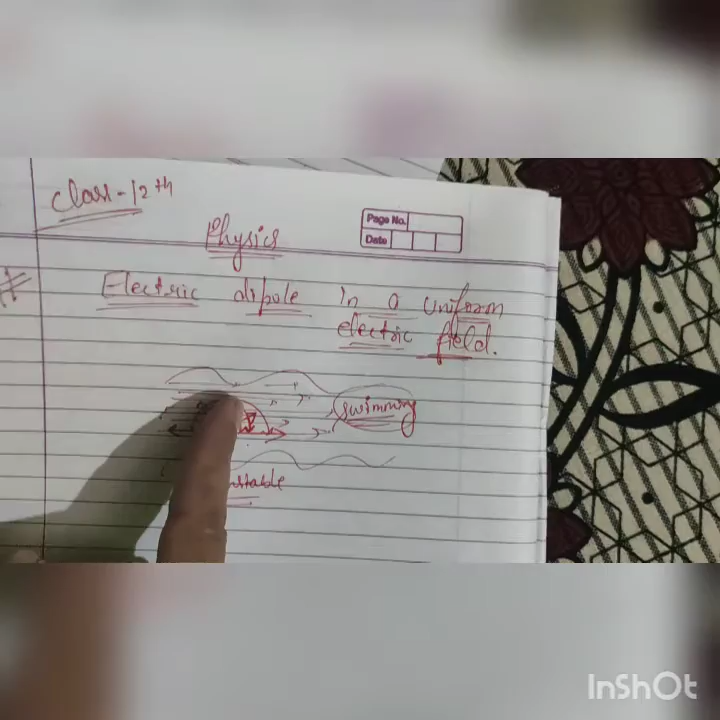 Class-12th
Physics
Page No.
Date
Electric dipole in a uniform
electric field.
swimming
InShOt